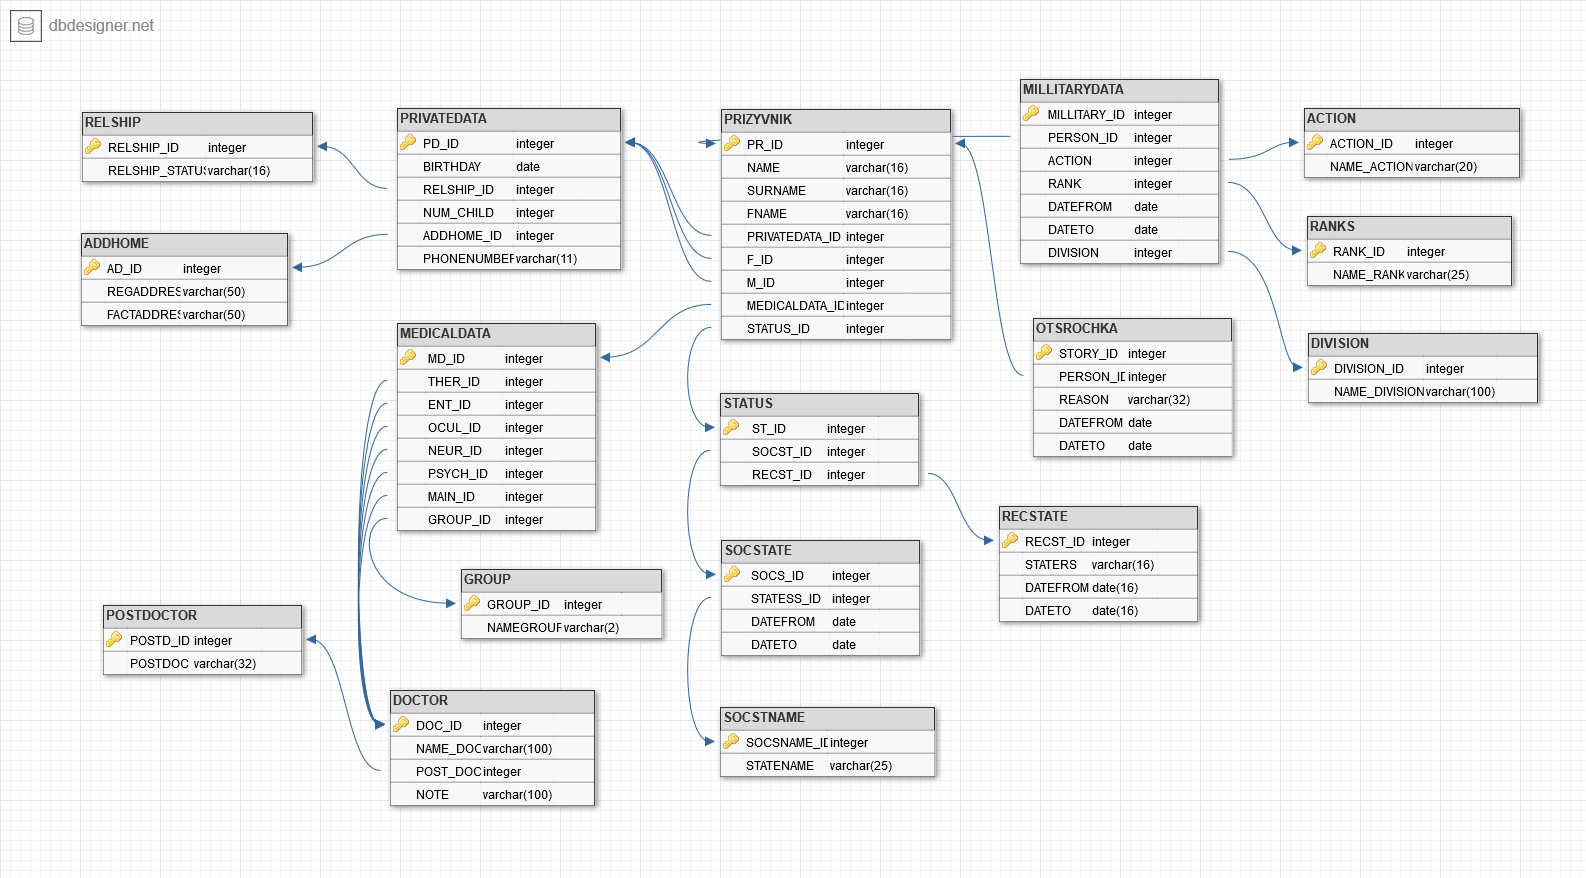 dbdesigner.net
RELSHIP
RELSHIP_ID integer
RELSHIP_STATU varchar(16)
ADDHOME
AD_ID integer
REGADDRES varchar(50)
FACTADDRES varchar(50)
PRIVATEDATA
PD_ID integer
BIRTHDAY date
RELSHIP_ID integer
NUM_CHILD integer
ADDHOME_ID integer
PHONENUMBER varchar(11)
MEDICALDATA
MD_ID integer
THER_ID integer
ENT_ID integer
OCUL_ID integer
NEUR_ID integer
PSYCH_ID integer
MAIN_ID integer
GROUP_ID integer
GROUP
GROUP_ID integer
NAMEGROUP varchar(2)
POSTDOCTOR
POSTD_ID integer
POSTDOC varchar(32)
DOCTOR
DOC_ID integer
NAME_DOC varchar(100)
POST_DOC integer
NOTE varchar(100)
PRIZYVNIK
PR_ID integer
NAME varchar(16)
SURNAME varchar(16)
FNAME varchar(16)
PRIVATEDATA_ID integer
F_ID integer
M_ID integer
MEDICALDATA_ID integer
STATUS_ID integer
STATUS
ST_ID integer
SOCST_ID integer
RECST_ID integer
SOCSTATE
SOCS_ID integer
STATESS_ID integer
DATEFROM date
DATETO date
SOCSTNAME
SOCSNAME_ID integer
STATENAME varchar(25)
MILLITARYDATA
MILLITARY_ID integer
PERSON_ID integer
ACTION integer
RANK integer
DATEFROM date
DATETO date
DIVISION integer
OTSROCHKA
STORY_ID integer
PERSON_ID integer
REASON varchar(32)
DATEFROM date
DATETO date
RECSTATE
RECST_ID integer
STATERS varchar(16)
DATEFROM date(16)
DATETO date(16)
ACTION
ACTION_ID integer
NAME_ACTION varchar(20)
RANKS
RANK_ID integer
NAME_RANK varchar(25)
DIVISION
DIVISION_ID integer
NAME_DIVISION varchar(100)